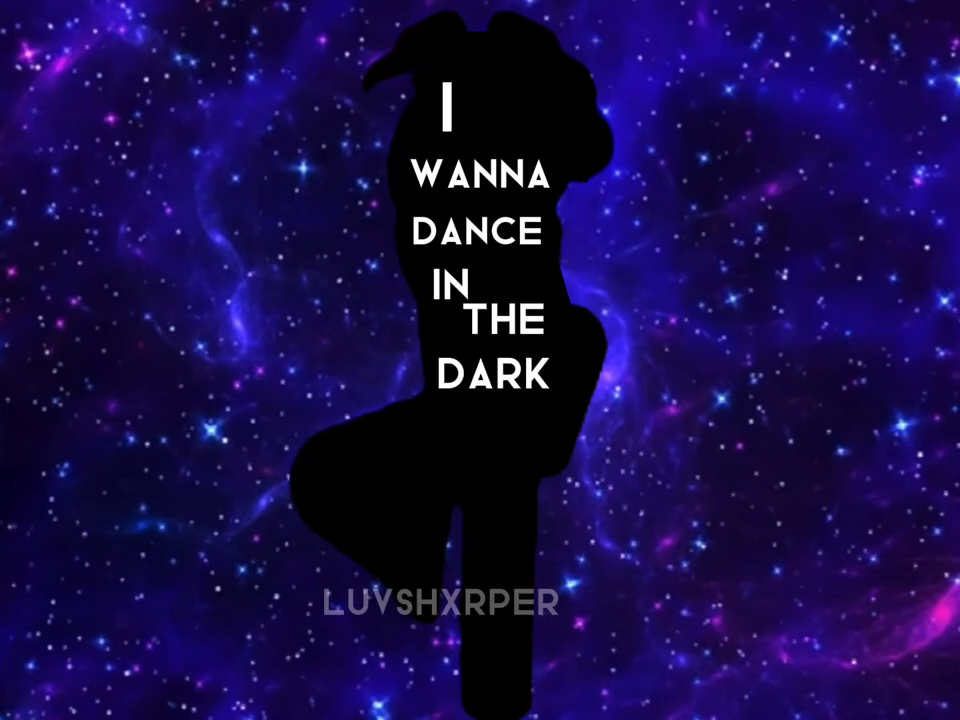 I
WANNA
DANCE
IN
THE
DARK
LUVSHXRPER